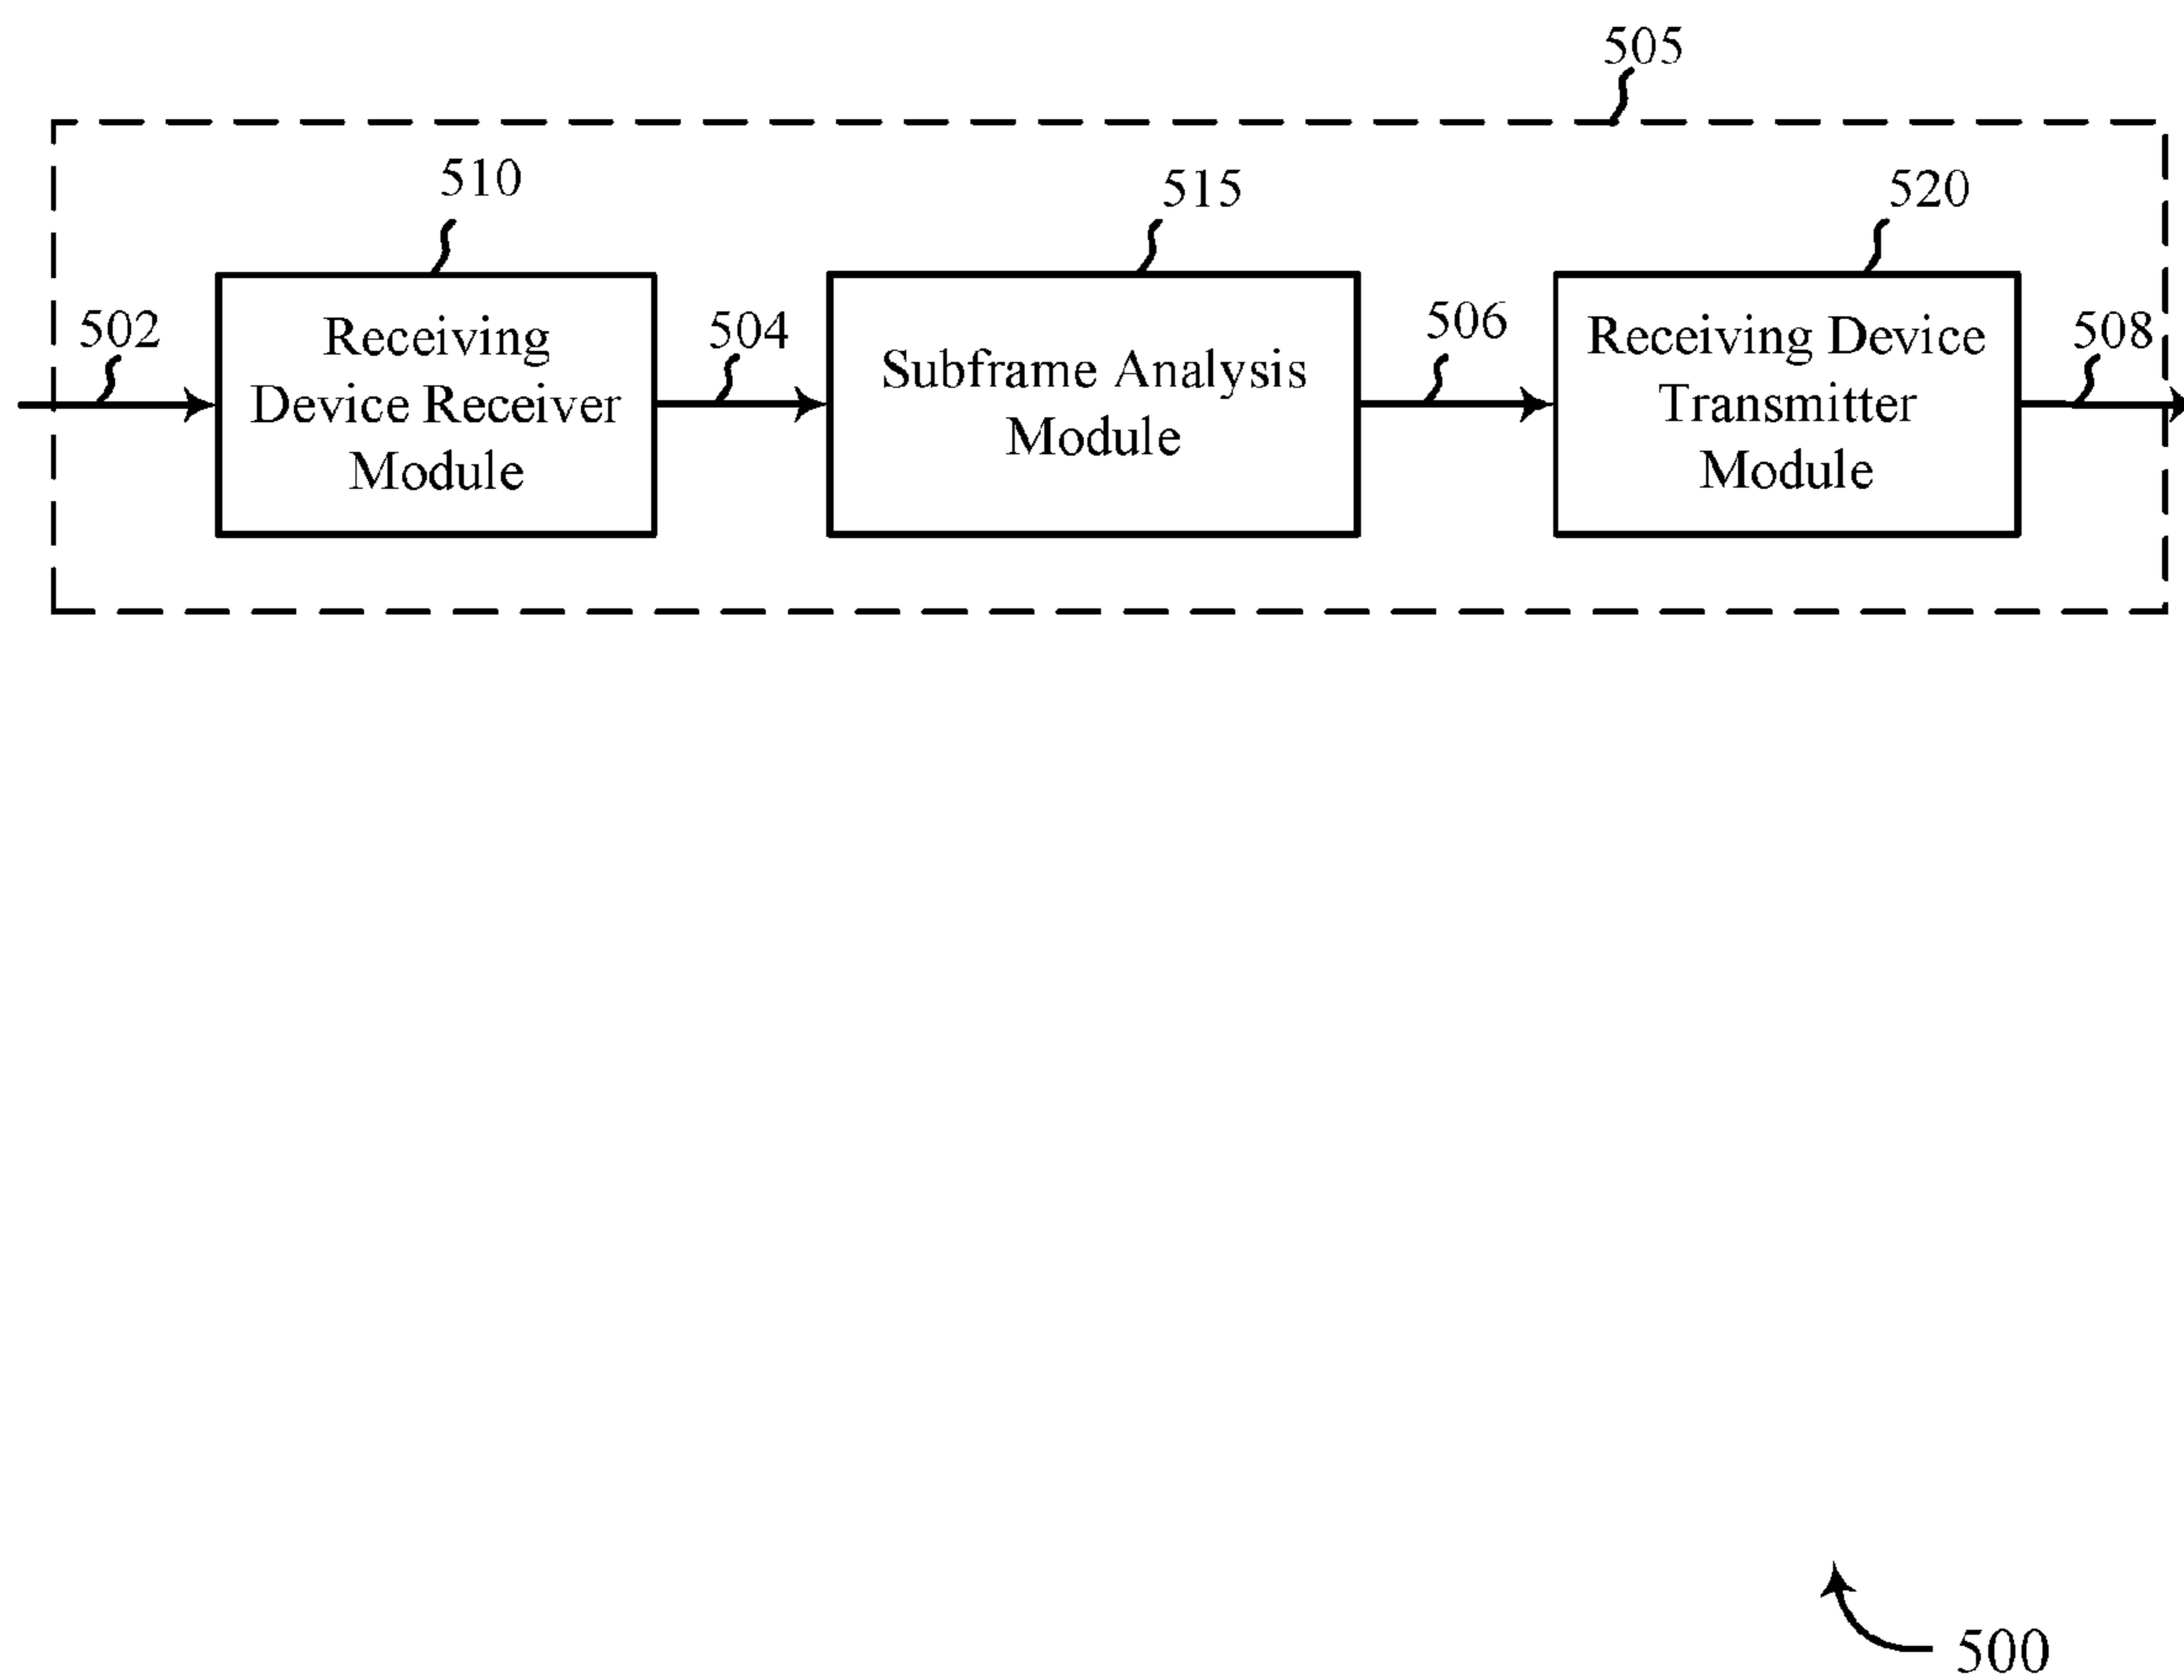 505
510
515
520
502
Receiving
Device Receiver
Module
504
Subframe Analysis
Module
506
Receiving Device
Transmitter
Module
508
500